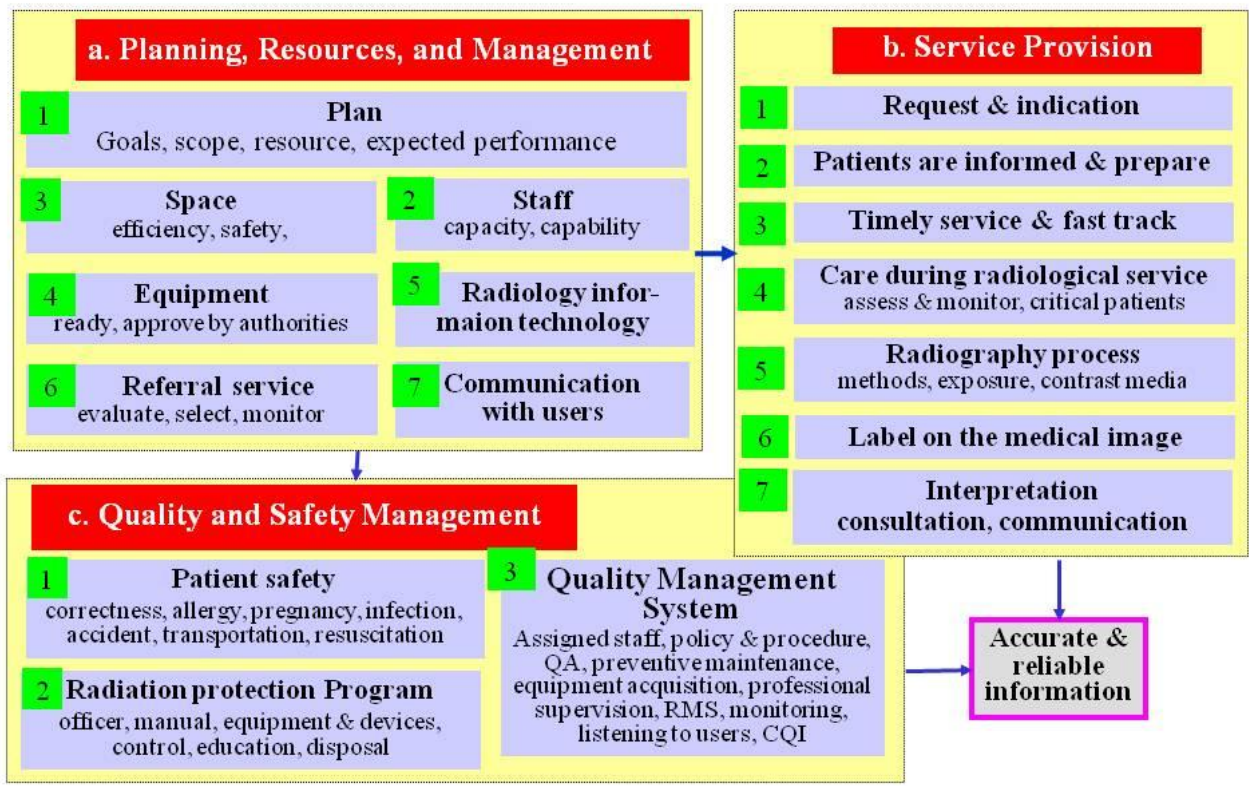 a. Planning, Resources, and Management
1
Plan
Goals, scope, resource, expected performance
3
Space
efficiency, safety,
2
Staff
capacity, capability
4
Equipment
ready, approve by authorities
5
Radiology infor-
maion technology
6
Referral service
evaluate, select, monitor
7
Communication
with users
b. Service Provision
1
Request & indication
2
Patients are informed & prepare
3
Timely service & fast track
4
Care during radiological service
assess & monitor, critical patients
5
Radiography process
methods, exposure, contrast media
6
Label on the medical image
7
Interpretation
consultation, communication
c. Quality and Safety Management
1
Patient safety
correctness, allergy, pregnancy, infection,
accident, transportation, resuscitation
2
Radiation protection Program
officer, manual, equipment & devices,
control, education, disposal
3
Quality Management
System
Assigned staff, policy & procedure,
QA, preventive maintenance,
equipment acquisition, professional
supervision, RMS, monitoring,
listening to users, CQI
Accurate &
reliable
information